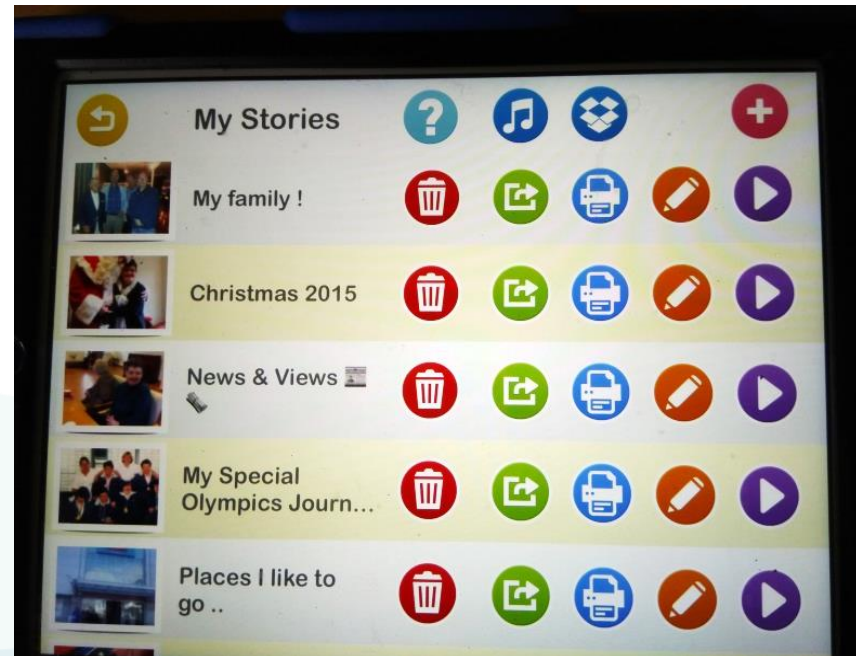 My Stories
?
My family !
Christmas 2015
News & Views
My Special
Olympics Journ...
Places I like to
go ..